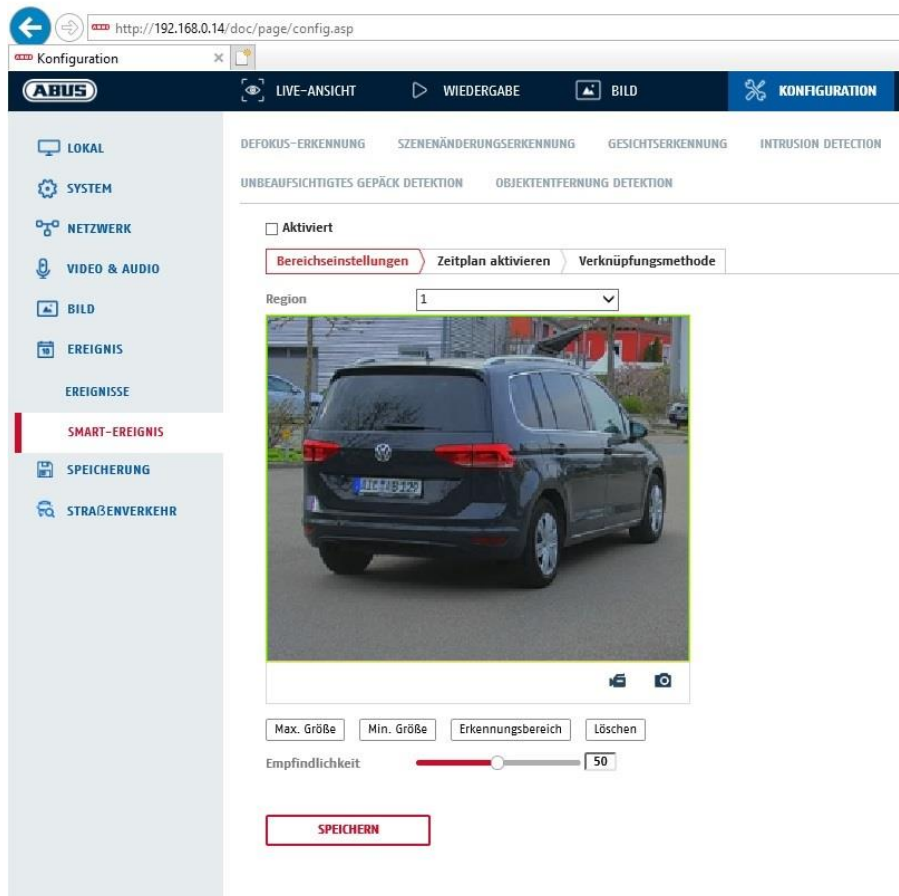 http://192.168.0.14/doc/page/config.asp
Konfiguration
ABUS
LIVE-ANSICHT
WIEDERGABE
BILD
KONFIGURATION
LOKAL
SYSTEM
NETZWERK
VIDEO & AUDIO
BILD
EREIGNIS
EREIGNISSE
SMART-EREIGNIS
SPEICHERUNG
STRAßENVERKEHR
DEFOKUS-ERKENNUNG
SZENENÄNDERUNGSERKENNUNG
GESICHTSERKENNUNG
INTRUSION DETECTION
UNBEAUFSICHTIGTES GEPÄCK DETEKTION
OBJEKTENTFERNUNG DETEKTION
Aktiviert
Bereichseinstellungen
Zeitplan aktivieren
Verknüpfungsmethode
Region
1
Max. Größe
Min. Größe
Erkennungsbereich
Löschen
Empfindlichkeit
50
SPEICHERN